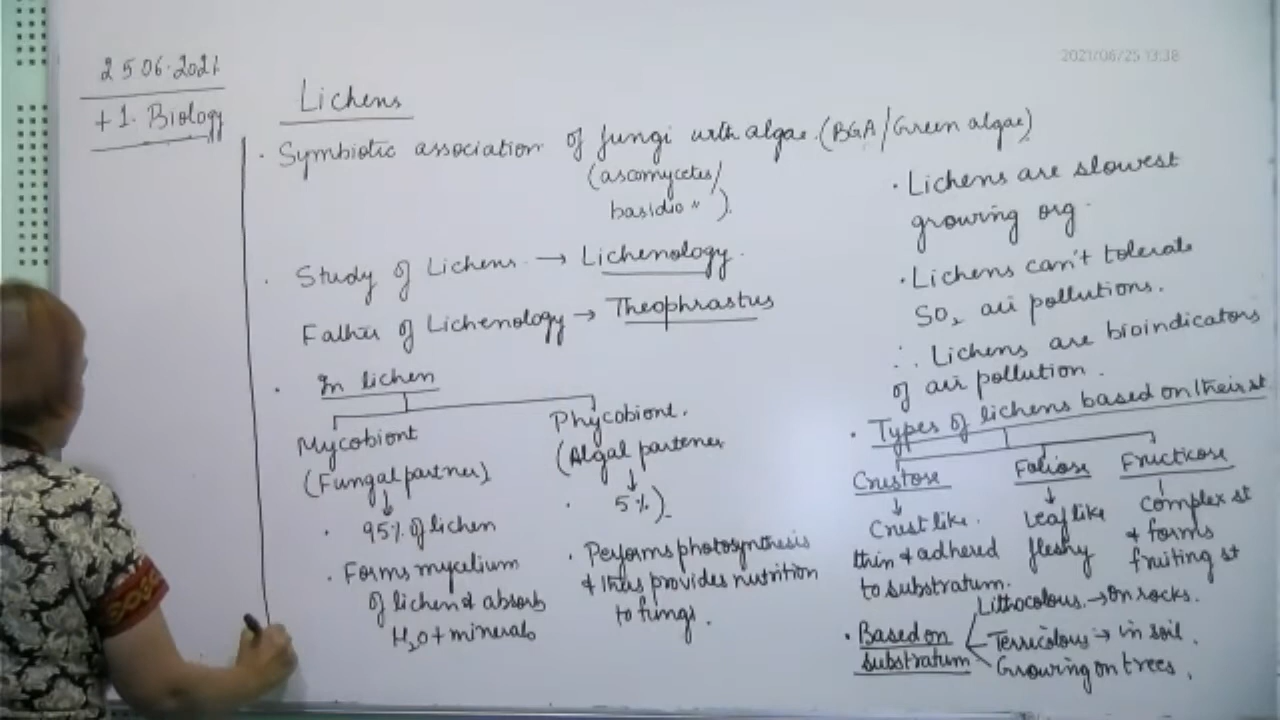 2021/06/25 13:38
25.06.2021
+1. Biology
Lichens
· Symbiotic association of fungi with algae. (BGA/Green algae)
(ascomycetes/
basidio " ).
· Study of Lichens → Lichenology.
Father of Lichenology → Theophrastus
· In lichen
Mycobiont
(Fungal partner)
↓
· 95% of lichen
· Forms mycelium
of lichen & absorb
H2O + minerals
Phycobiont.
(Algal partener
↓
· 5%)
· Performs photosynthesis
& thus provides nutrition
to fungi.
· Lichens are slowest
growing org.
· Lichens can't tolerate
SO2 air pollutions.
∴ Lichens are bioindicators
of air pollution.
· Types of lichens based on their st
Crustose
↓
Crust like.
thin & adhered
to substratum.
Foliose
↓
Leaf like
fleshy
Fructicose
↓
Complex st
& forms
fruiting st
· Based on
substratum
Lithocolous. → On rocks.
Terricolous → in soil.
Growing on trees.